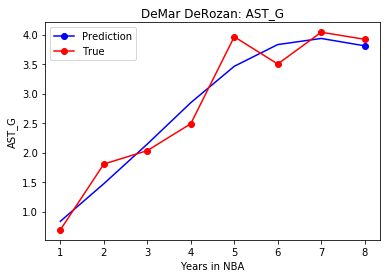 DeMar DeRozan: AST_G
Prediction
True
4.0
3.5
3.0
2.5
2.0
1.5
1.0
AST_G
1 2 3 4 5 6 7 8
Years in NBA